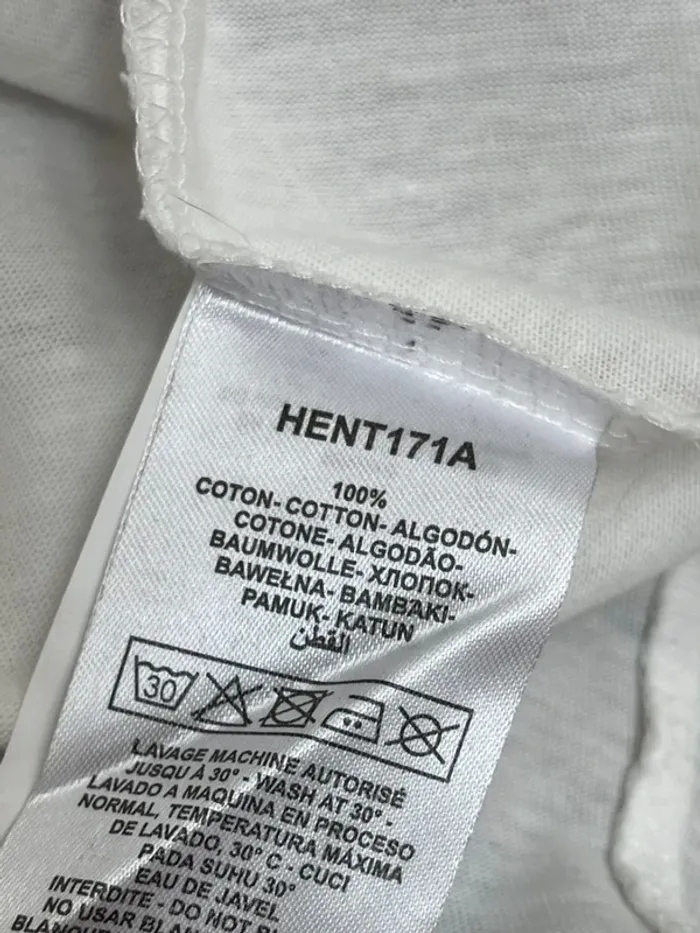 HENT171A
100%
COTON- COTTON- ALGODÓN-
COTONE- ALGODÃO-
BAUMWOLLE- ХЛОПОК-
BAWEŁNA- BAMBAKI-
PAMUK- KATUN
القطن
30
LAVAGE MACHINE AUTORISÉ
JUSQU À 30° - WASH AT 30° -
LAVADO A MAQUINA EN PROCESO
NORMAL, TEMPERATURA MÁXIMA
DE LAVADO, 30° C - CUCI
PADA SUHU 30°
EAU DE JAVEL
INTERDITE - DO NOT
NO USAR